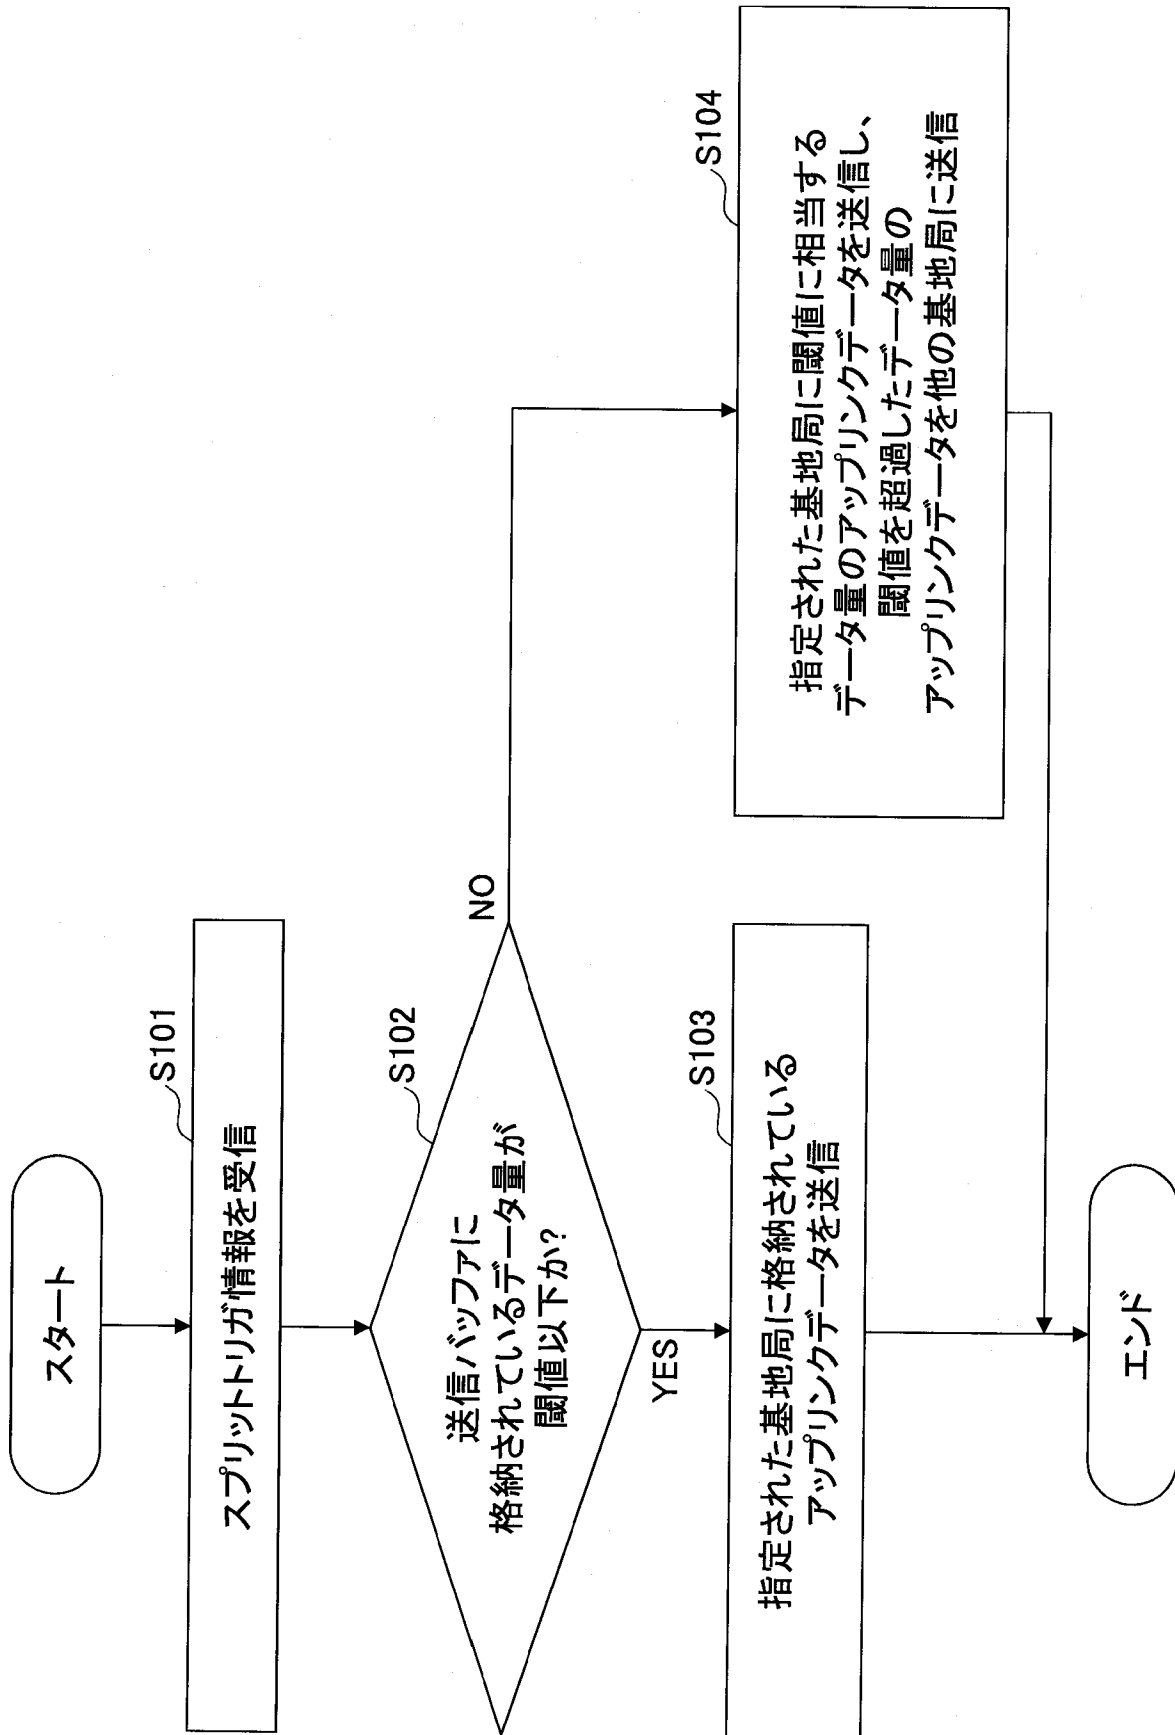 スタート
S101
スプリットトリガ情報を受信
S102
送信バッファに
格納されているデータ量が
閾値以下か?
NO
YES
S103
指定された基地局に格納されている
アップリンクデータを送信
S104
指定された基地局に閾値に相当する
データ量のアップリンクデータを送信し、
閾値を超過したデータ量の
アップリンクデータを他の基地局に送信
エンド